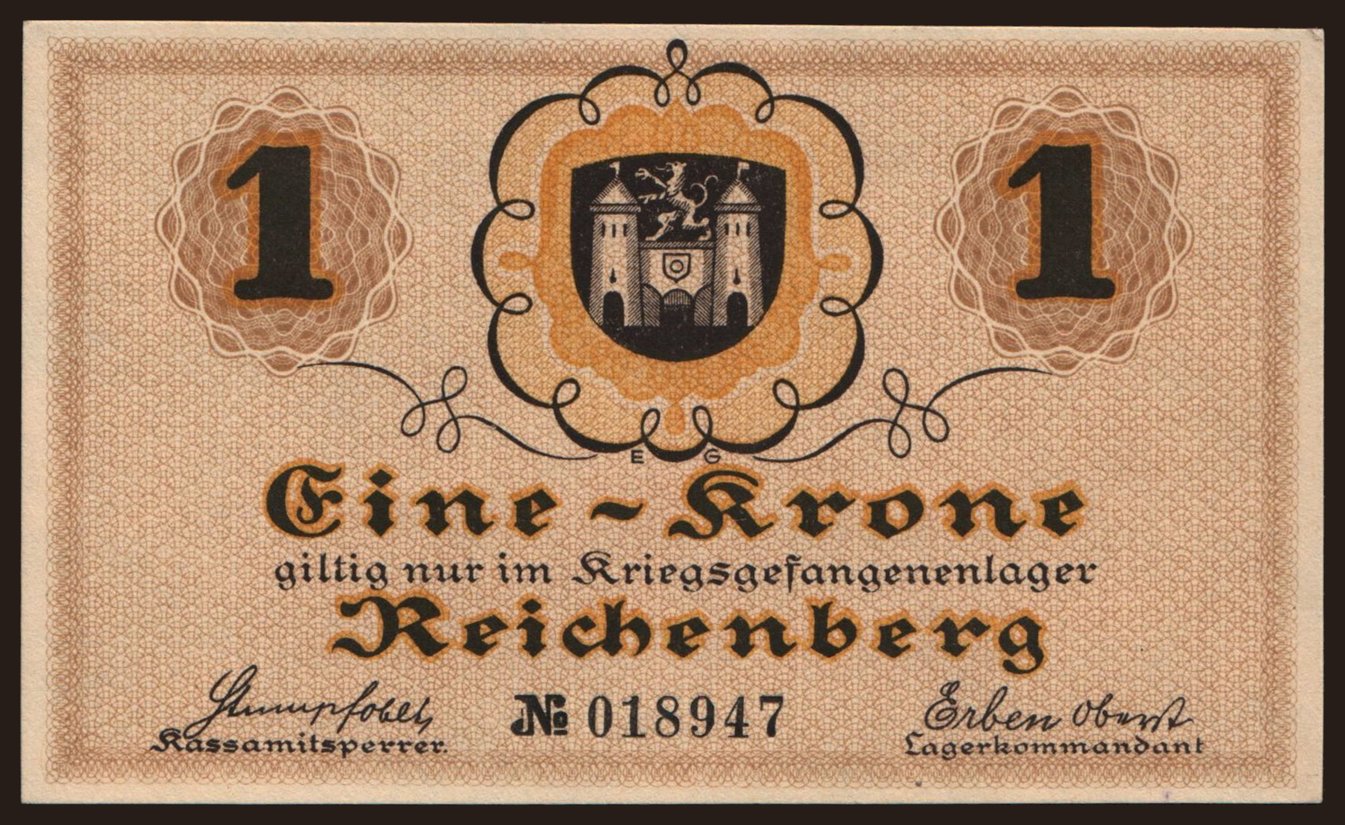 1 1
E G
Eine - Krone
giltig nur im Kriegsgefangenenlager
Reichenberg
№ 018947
Erben Oberst
Kassamitsperrer.
Lagerkommandant